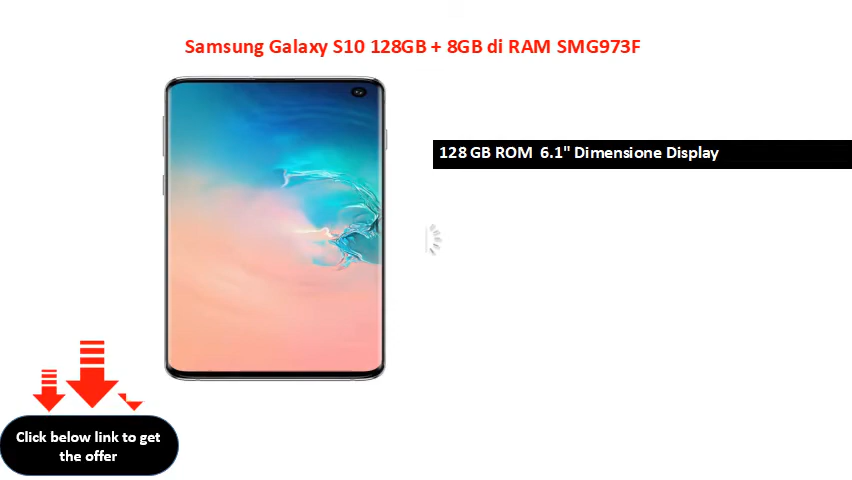 Samsung Galaxy S10 128GB + 8GB di RAM SMG973F
128 GB ROM 6.1" Dimensione Display
Click below link to get
the offer